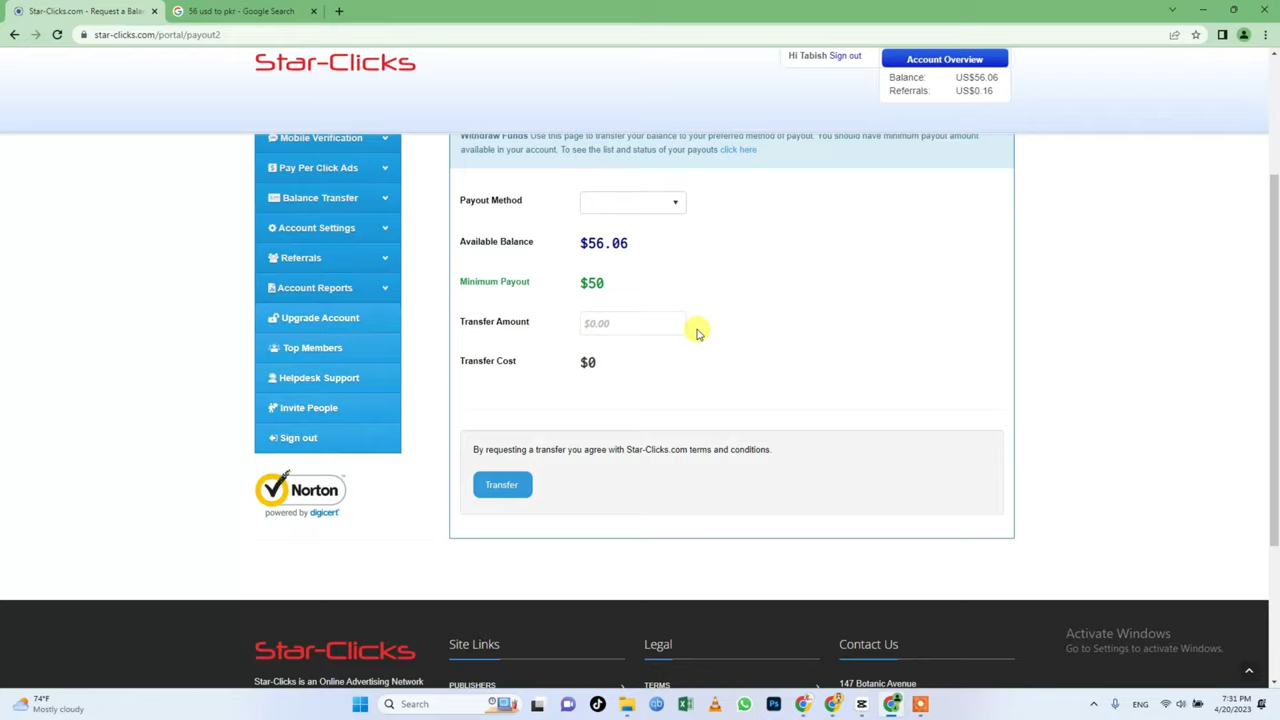 Star-Clicks.com - Request a Bala
56 usd to pkr - Google Search
star-clicks.com/portal/payout2
Star-Clicks
Hi Tabish Sign out
Account Overview
Balance: US$56.06
Referrals: US$0.16
Mobile Verification
Pay Per Click Ads
Balance Transfer
Account Settings
Referrals
Account Reports
Upgrade Account
Top Members
Helpdesk Support
Invite People
Sign out
Norton
powered by digicert
Withdraw Funds Use this page to transfer your balance to your preferred method of payout. You should have minimum payout amount
available in your account. To see the list and status of your payouts click here
Payout Method
Available Balance $56.06
Minimum Payout $50
Transfer Amount $0.00
Transfer Cost $0
By requesting a transfer you agree with Star-Clicks.com terms and conditions.
Transfer
Star-Clicks
Star-Clicks is an Online Advertising Network
Site Links
PUBLISHERS
Legal
TERMS
Contact Us
147 Botanic Avenue
Activate Windows
Go to Settings to activate Windows.
74°F
Mostly cloudy
Search
ENG
7:31 PM
4/20/2023